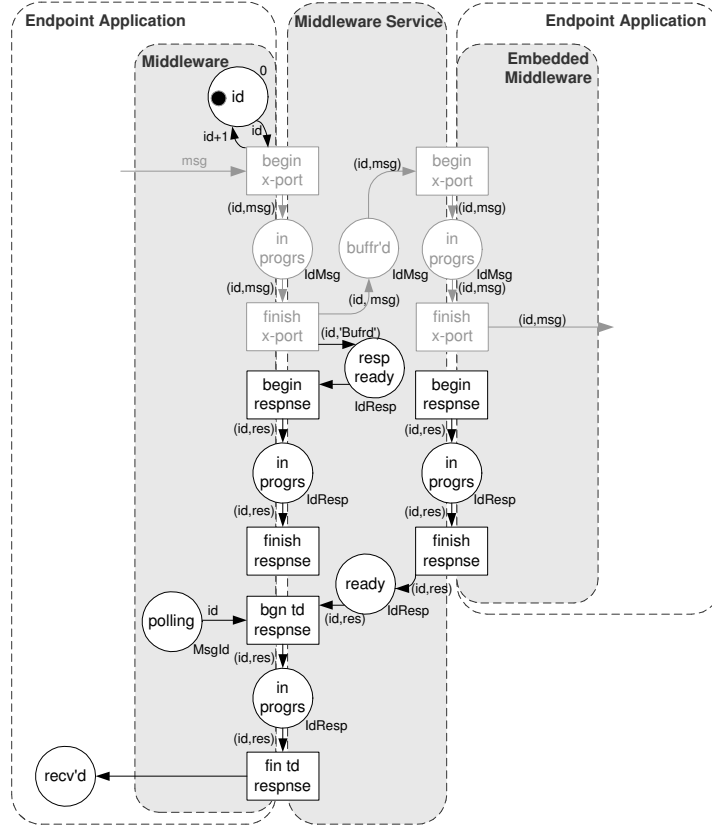 Endpoint Application
Middleware Service
Endpoint Application
Middleware
Embedded
Middleware
0
id
id+1
id
msg
begin
x-port
(id,msg)
begin
x-port
(id,msg)
(id,msg)
in
progrs
buffr'd
in
progrs
IdMsg
IdMsg
IdMsg
(id,msg)
(id, msg)
(id,msg)
finish
x-port
finish
x-port
(id,msg)
(id,'Bufrd')
resp
ready
begin
respnse
IdResp
begin
respnse
(id,res)
(id,res)
in
progrs
in
progrs
IdResp
IdResp
(id,res)
(id,res)
finish
respnse
finish
respnse
ready
(id,res)
IdResp
polling
id
bgn td
respnse
(id,res)
MsgId
(id,res)
in
progrs
IdResp
(id,res)
recv'd
fin td
respnse